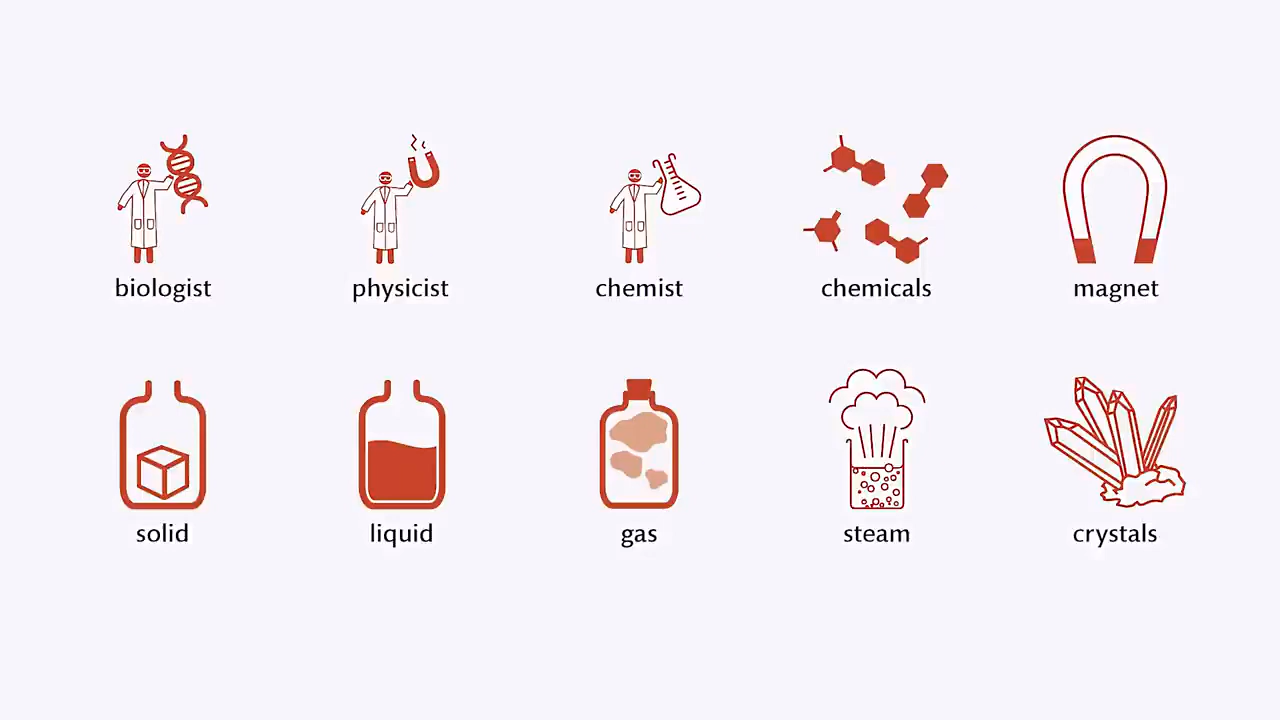 biologist
physicist
chemist
chemicals
magnet
solid
liquid
gas
steam
crystals